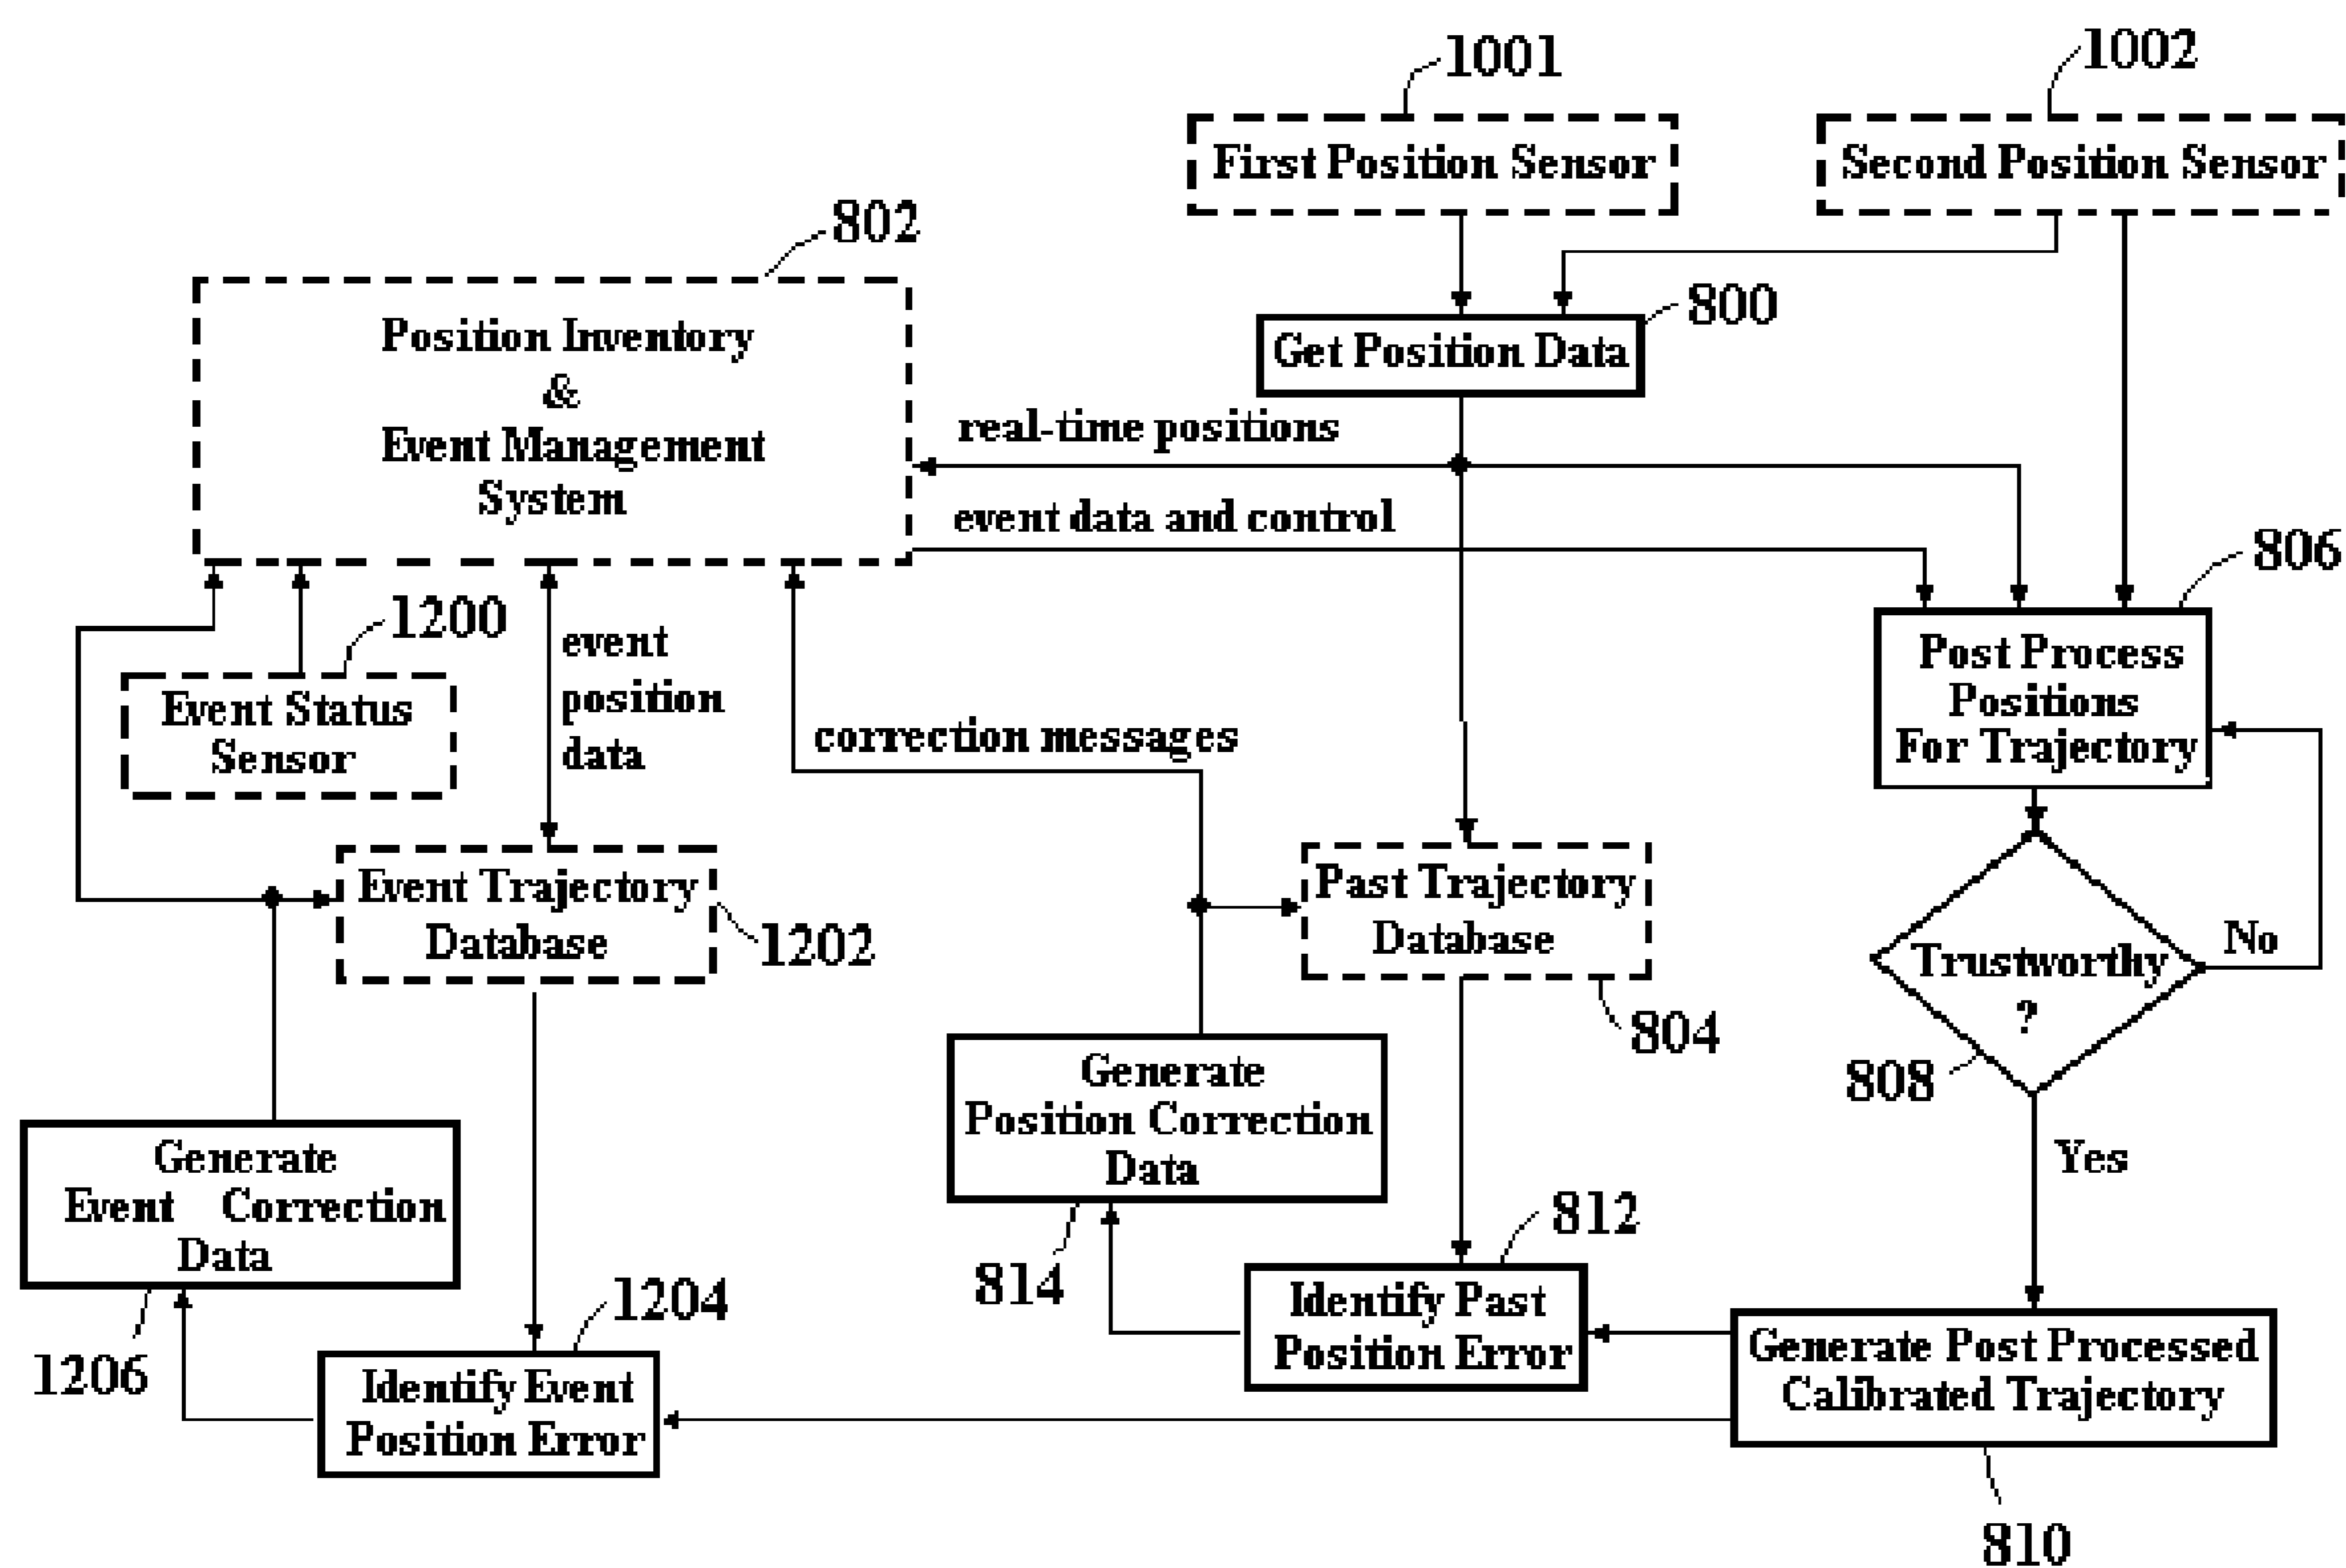 1001
1002
First Position Sensor
Second Position Sensor
802
800
Position Inventory
&
Event Management
System
Get Position Data
real-time positions
event data and control
806
1200
event
position
data
Event Status
Sensor
correction messages
Post Process
Positions
For Trajectory
Event Trajectory
Database
1202
Past Trajectory
Database
804
Trustworthy
?
No
808
Yes
Generate
Position Correction
Data
814
812
Generate
Event Correction
Data
1206
1204
Identify Past
Position Error
Identify Event
Position Error
Generate Post Processed
Calibrated Trajectory
810